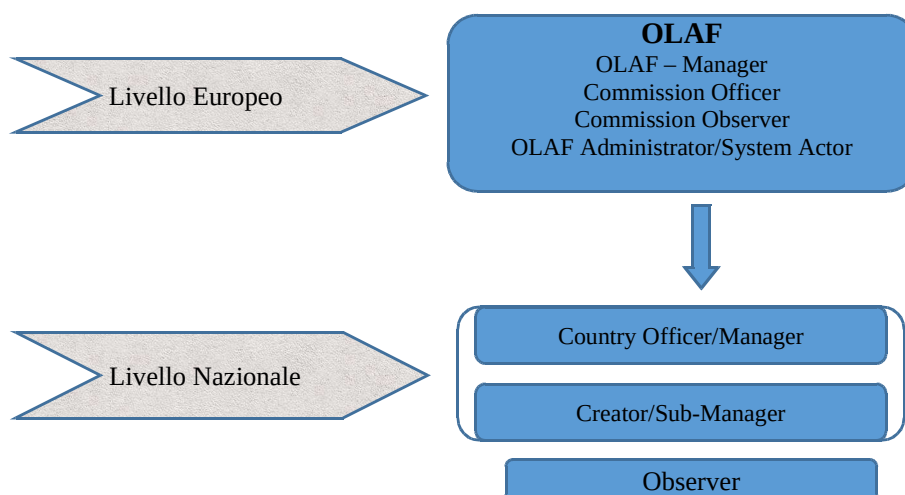 OLAF
OLAF – Manager
Livello Europeo
Commission Officer
Commission Observer
OLAF Administrator/System Actor
Country Officer/Manager
Livello Nazionale
Creator/Sub-Manager
Observer